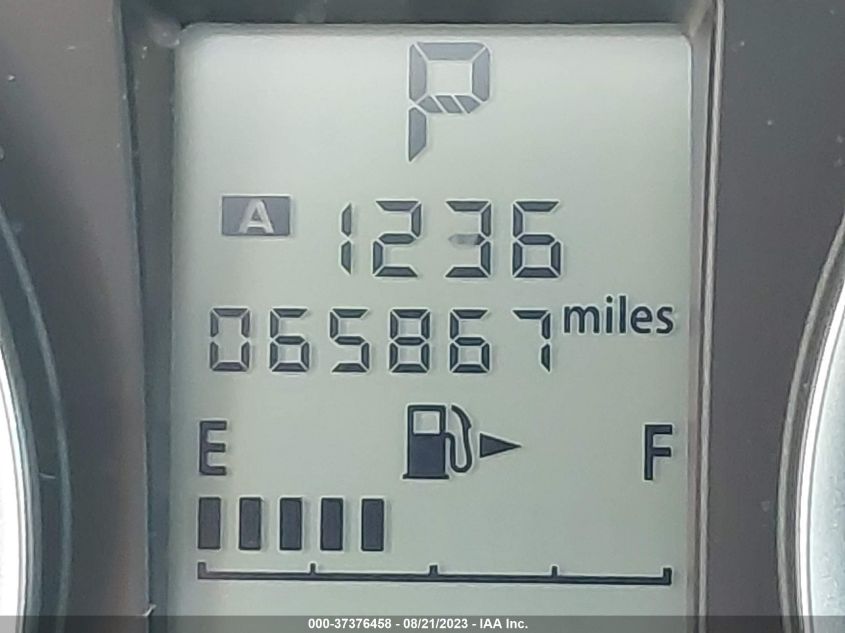 P
A 1236
065867 miles
E F
000-37376458 - 08/21/2023 - IAA Inc.